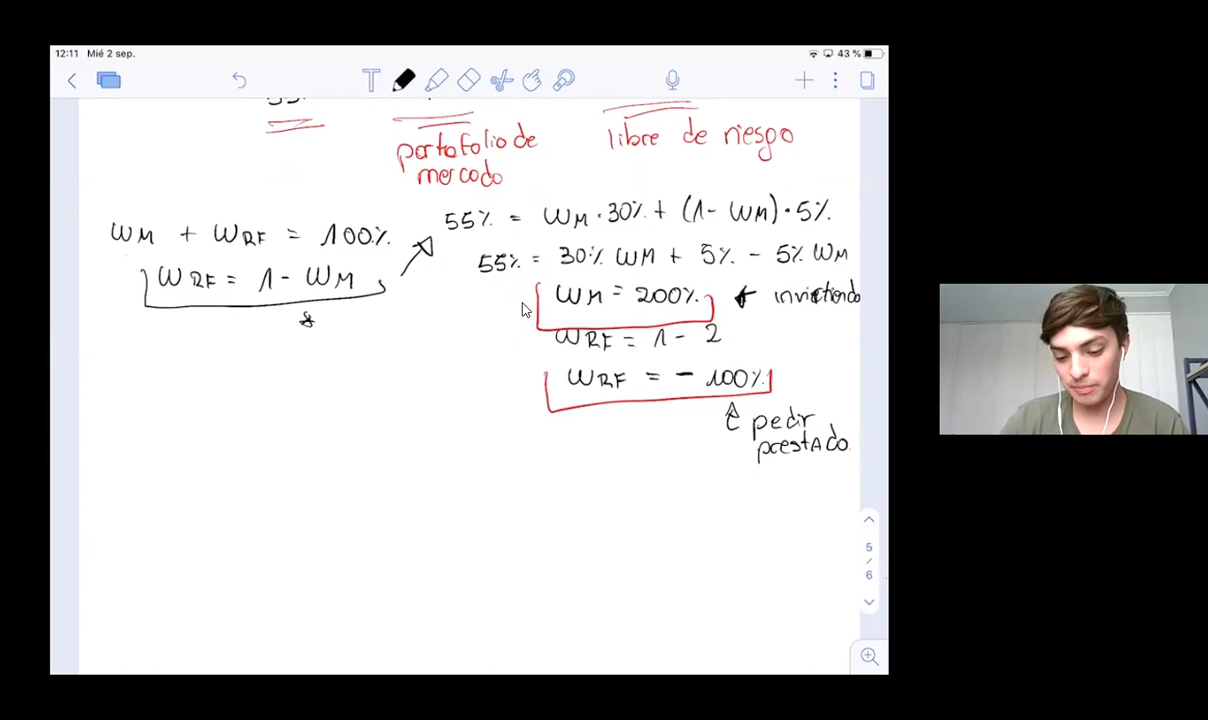 12:11 Mié 2 sep.
43 %
T
portafolio de
mercado
libre de riesgo
WM + WRF = 100%.
WRF = 1 - WM
*
55% = WM · 30% + (1 - WM) · 5%.
55% = 30% WM + 5% - 5% WM
WM = 200%.
WRF = 1 - 2
WRF = - 100%.
pedir
prestado.
5
/
6